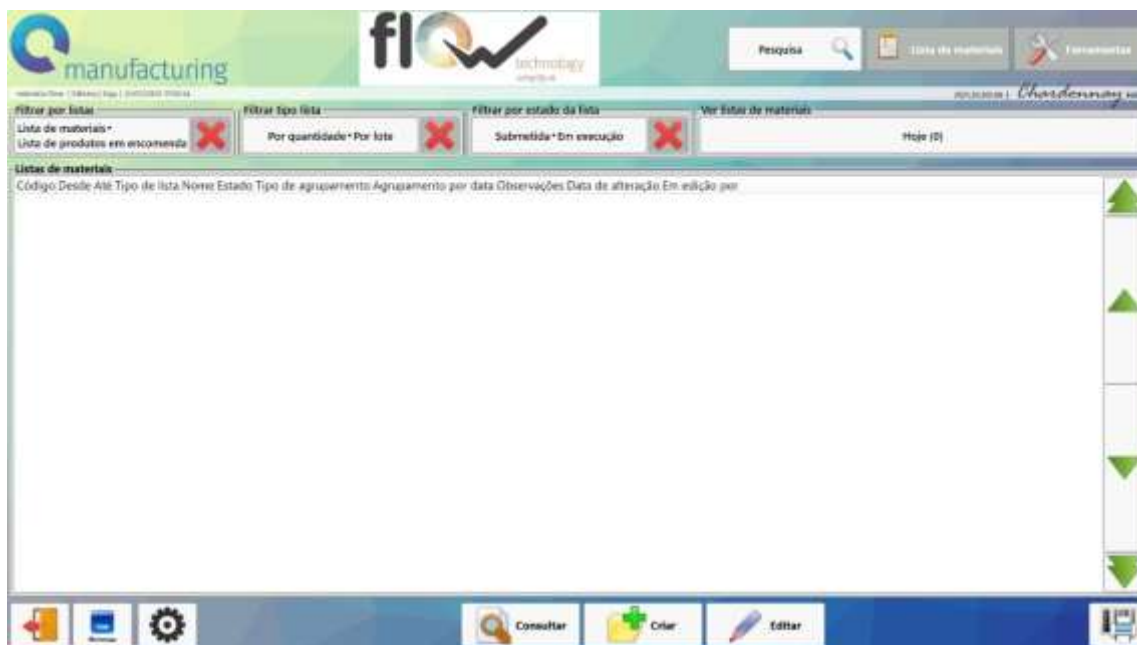 manufacturing
flow
technology
Pesquisa
Lista de materiais
Ferramentas
Chardonnay
Filtrar por listas
Lista de materiais•
Lista de produtos em encomenda
Filtrar tipo lista
Por quantidade•Por lote
Filtrar por estado da lista
Submetida•Em execução
Ver listas de materiais
Hoje (0)
Listas de materiais
Código Desde Até Tipo de lista Nome Estado Tipo de agrupamento Agrupamento por data Observações Data de alteração Em edição por
Consultar
Criar
Editar